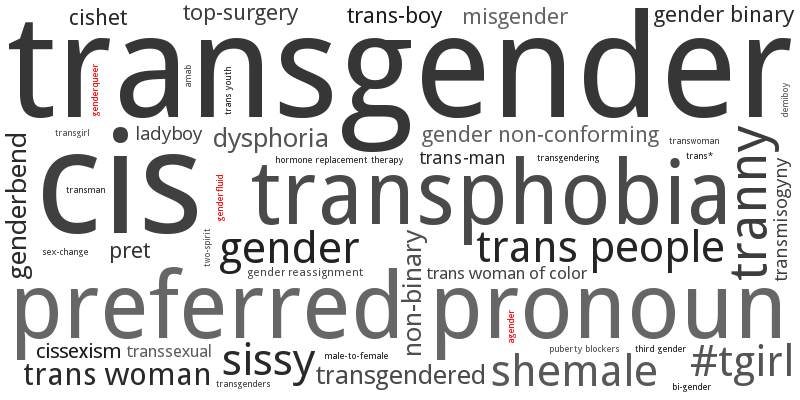 cishet
top-surgery
trans-boy
misgender
gender binary
transgender
genderqueer
amab
trans youth
demiboy
transgirl
ladyboy
dysphoria
gender non-conforming
transwoman
genderbend
cis
transman
hormone replacement therapy
trans-man
transgendering
trans*
tranny
transmisogyny
genderfluid
transphobia
sex-change
pret
two-spirit
gender
non-binary
trans people
gender reassignment
trans woman of color
preferred pronoun
agender
cissexism
transsexual
sissy
male-to-female
puberty blockers
third gender
#tgirl
trans woman
transgenders
transgendered
shemale
bi-gender